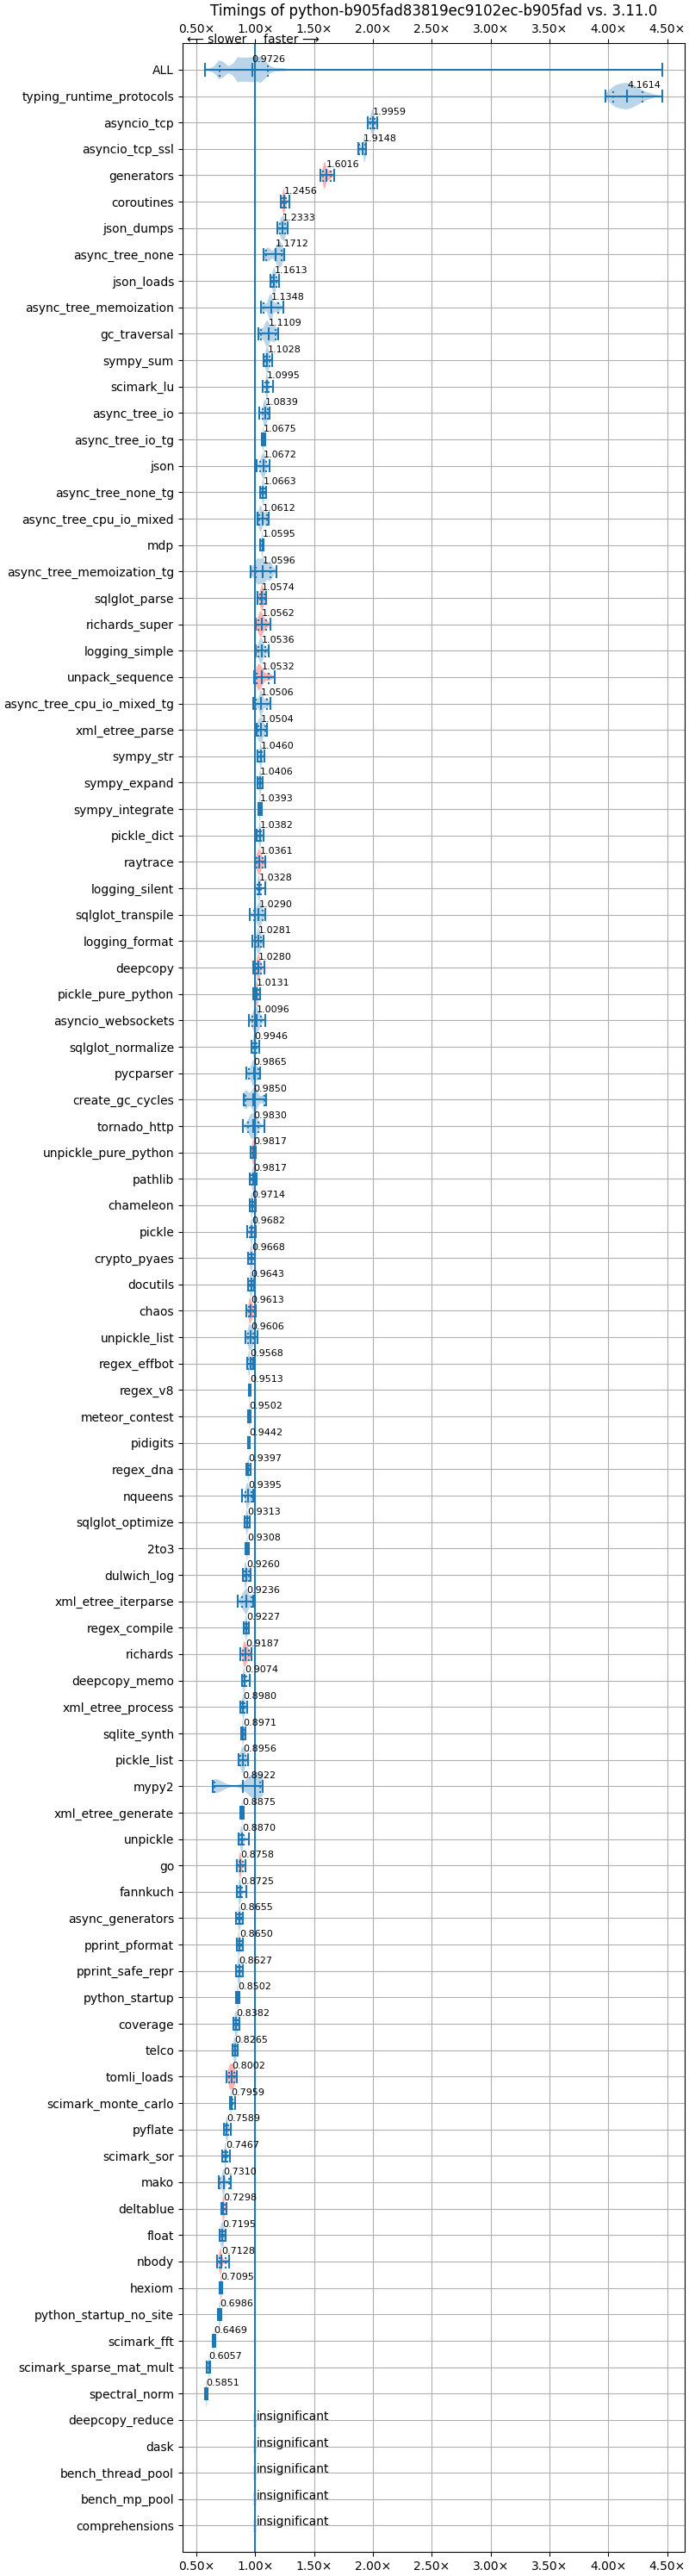 Timings of python-b905fad83819ec9102ec-b905fad vs. 3.11.0
0.50× 1.00× 1.50× 2.00× 2.50× 3.00× 3.50× 4.00× 4.50×
⟵ slower faster ⟶
ALL 0.9726
typing_runtime_protocols 4.1614
asyncio_tcp 1.9959
asyncio_tcp_ssl 1.9148
generators 1.6016
coroutines 1.2456
json_dumps 1.2333
async_tree_none 1.1712
json_loads 1.1613
async_tree_memoization 1.1348
gc_traversal 1.1109
sympy_sum 1.1028
scimark_lu 1.0995
async_tree_io 1.0839
async_tree_io_tg 1.0675
json 1.0672
async_tree_none_tg 1.0663
async_tree_cpu_io_mixed 1.0612
mdp 1.0595
async_tree_memoization_tg 1.0596
sqlglot_parse 1.0574
richards_super 1.0562
logging_simple 1.0536
unpack_sequence 1.0532
async_tree_cpu_io_mixed_tg 1.0506
xml_etree_parse 1.0504
sympy_str 1.0460
sympy_expand 1.0406
sympy_integrate 1.0393
pickle_dict 1.0382
raytrace 1.0361
logging_silent 1.0328
sqlglot_transpile 1.0290
logging_format 1.0281
deepcopy 1.0280
pickle_pure_python 1.0131
asyncio_websockets 1.0096
sqlglot_normalize 0.9946
pycparser 0.9865
create_gc_cycles 0.9850
tornado_http 0.9830
unpickle_pure_python 0.9817
pathlib 0.9817
chameleon 0.9714
pickle 0.9682
crypto_pyaes 0.9668
docutils 0.9643
chaos 0.9613
unpickle_list 0.9606
regex_effbot 0.9568
regex_v8 0.9513
meteor_contest 0.9502
pidigits 0.9442
regex_dna 0.9397
nqueens 0.9395
sqlglot_optimize 0.9313
2to3 0.9308
dulwich_log 0.9260
xml_etree_iterparse 0.9236
regex_compile 0.9227
richards 0.9187
deepcopy_memo 0.9074
xml_etree_process 0.8980
sqlite_synth 0.8971
pickle_list 0.8956
mypy2 0.8922
xml_etree_generate 0.8875
unpickle 0.8870
go 0.8758
fannkuch 0.8725
async_generators 0.8655
pprint_pformat 0.8650
pprint_safe_repr 0.8627
python_startup 0.8502
coverage 0.8382
telco 0.8265
tomli_loads 0.8002
scimark_monte_carlo 0.7959
pyflate 0.7589
scimark_sor 0.7467
mako 0.7310
deltablue 0.7298
float 0.7195
nbody 0.7128
hexiom 0.7095
python_startup_no_site 0.6986
scimark_fft 0.6469
scimark_sparse_mat_mult 0.6057
spectral_norm 0.5851
deepcopy_reduce insignificant
dask insignificant
bench_thread_pool insignificant
bench_mp_pool insignificant
comprehensions insignificant
0.50× 1.00× 1.50× 2.00× 2.50× 3.00× 3.50× 4.00× 4.50×